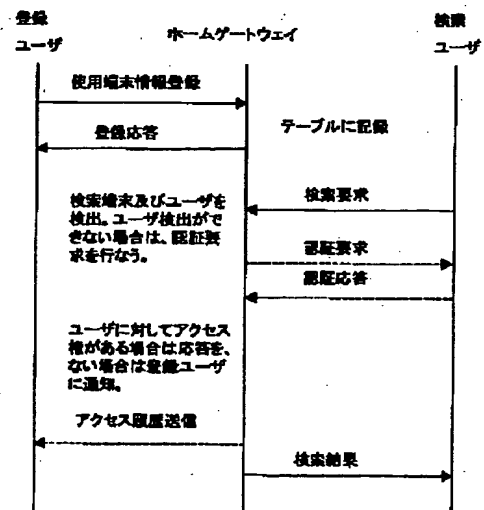 登録
ユーザ
ホームゲートウェイ
検索
ユーザ
使用端末情報登録
登録応答
テーブルに記録
検索端末及びユーザを
検出。ユーザ検出がで
きない場合は、認証要
求を行なう。
検索要求
認証要求
認証応答
ユーザに対してアクセス
権がある場合は応答を、
ない場合は登録ユーザ
に通知。
アクセス履歴送信
検索結果